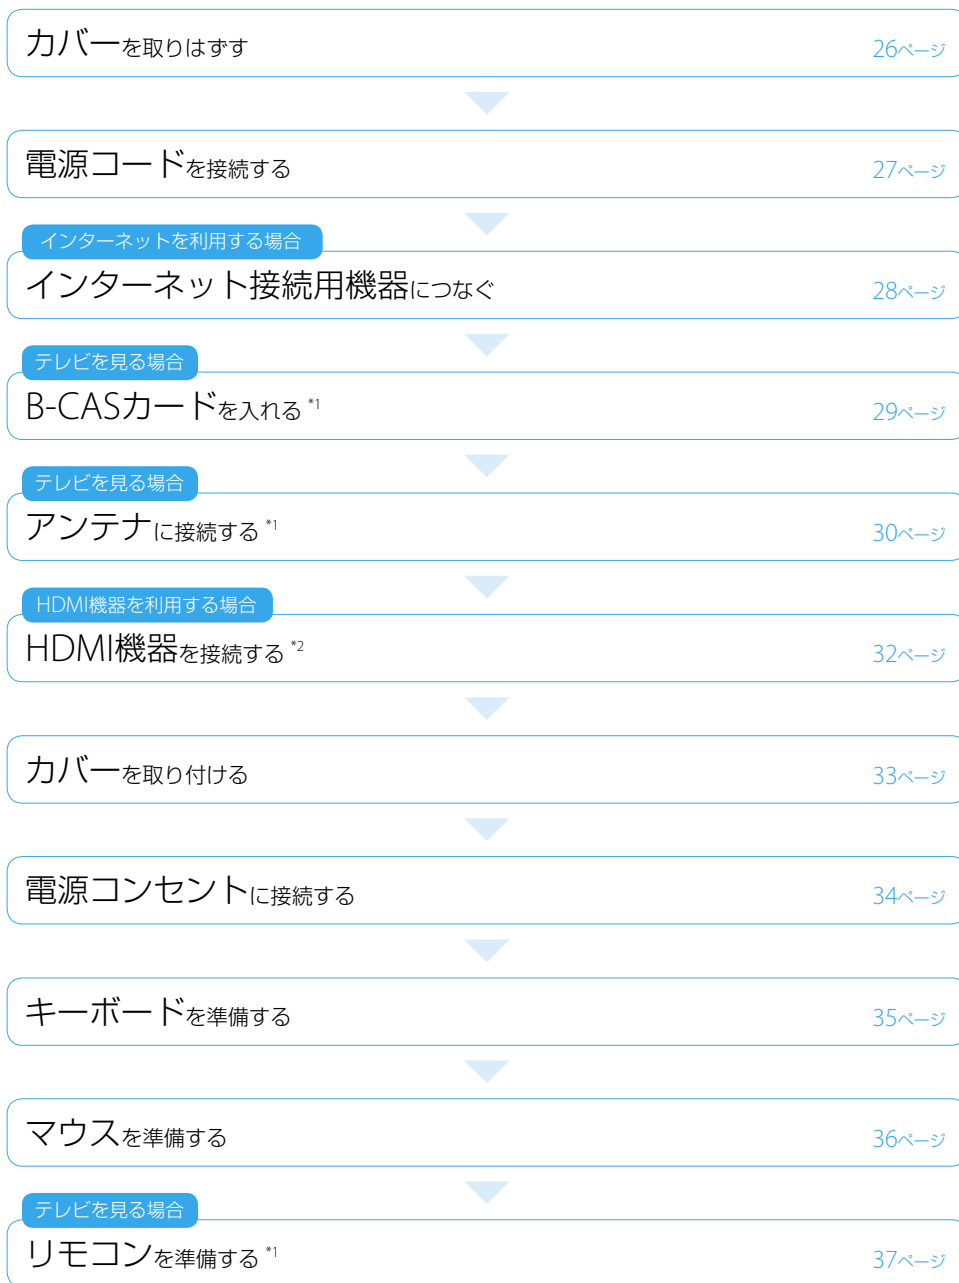 カバーを取りはずす 26ページ
電源コードを接続する 27ページ
インターネットを利用する場合
インターネット接続用機器につなぐ 28ページ
テレビを見る場合
B-CASカードを入れる *1 29ページ
テレビを見る場合
アンテナに接続する *1 30ページ
HDMI機器を利用する場合
HDMI機器を接続する *2 32ページ
カバーを取り付ける 33ページ
電源コンセントに接続する 34ページ
キーボードを準備する 35ページ
マウスを準備する 36ページ
テレビを見る場合
リモコンを準備する *1 37ページ